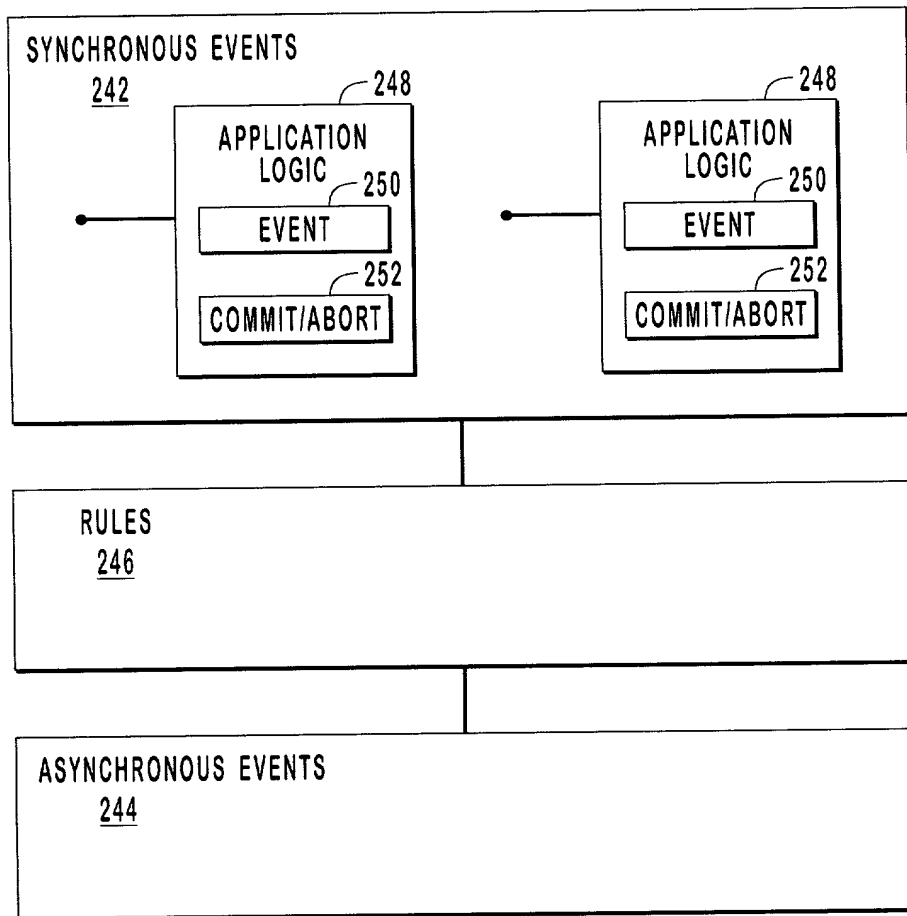 SYNCHRONOUS EVENTS
242
248
APPLICATION
LOGIC
250
EVENT
252
COMMIT/ABORT
248
APPLICATION
LOGIC
250
EVENT
252
COMMIT/ABORT
RULES
246
ASYNCHRONOUS EVENTS
244